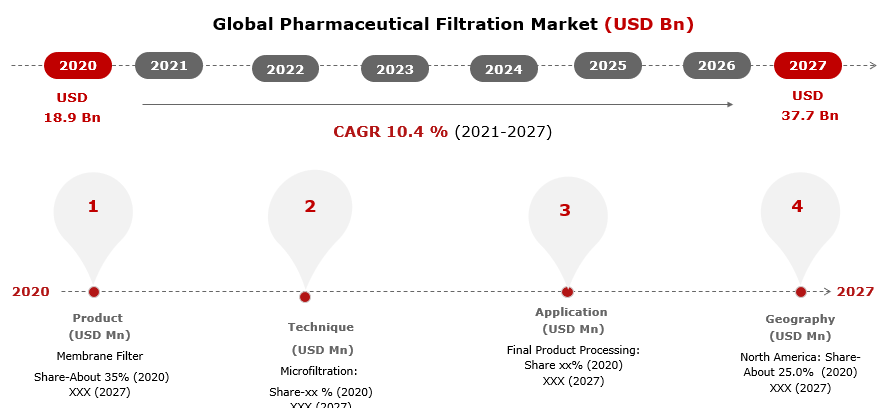 Global Pharmaceutical Filtration Market (USD Bn)
2020 2021 2022 2023 2024 2025 2026 2027
USD
18.9 Bn
USD
37.7 Bn
CAGR 10.4 % (2021-2027)
1 2 3 4
2020 2027
Product
(USD Mn)
Membrane Filter
Share-About 35% (2020)
XXX (2027)
Technique
(USD Mn)
Microfiltration:
Share-xx % (2020)
XXX (2027)
Application
(USD Mn)
Final Product Processing:
Share xx% (2020)
XXX (2027)
Geography
(USD Mn)
North America: Share-
About 25.0% (2020)
XXX (2027)